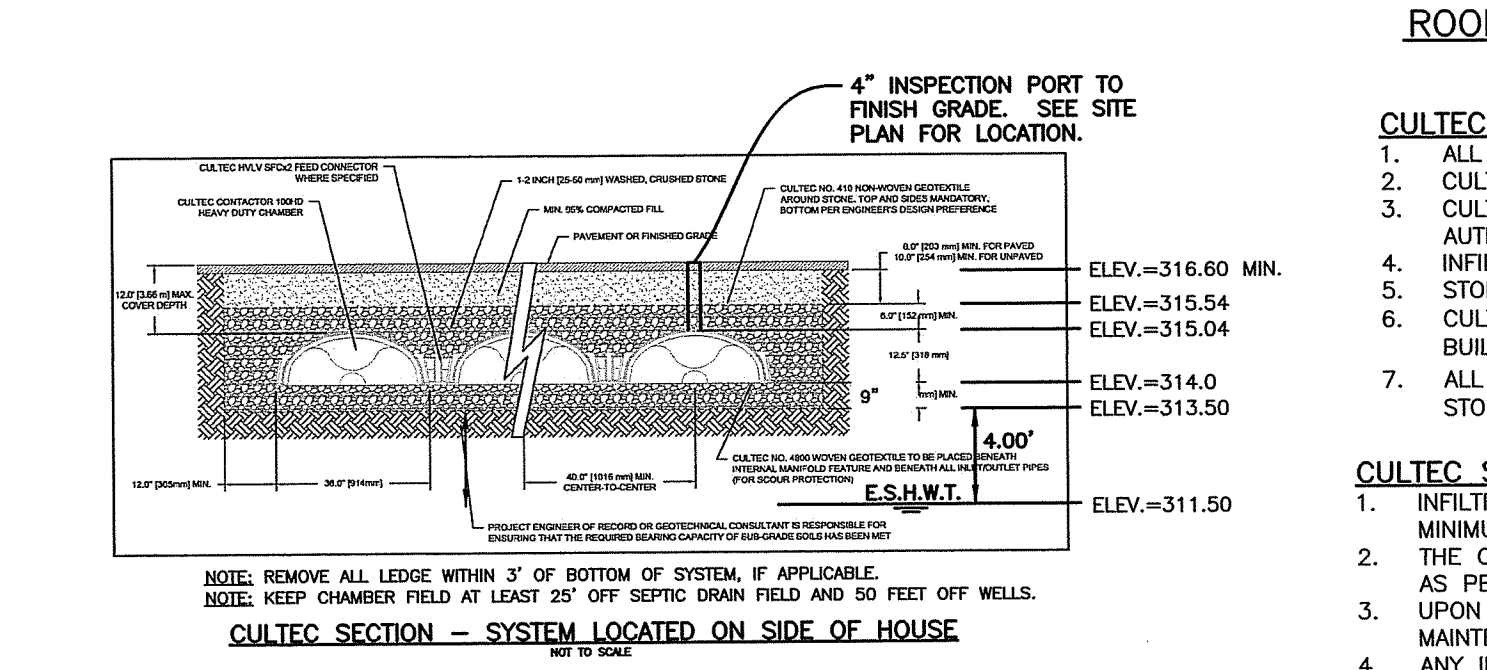 ROO
4" INSPECTION PORT TO
FINISH GRADE. SEE SITE
PLAN FOR LOCATION.
CULTEC HVLV SFCx2 FEED CONNECTOR
WHERE SPECIFIED
CULTEC CONTACTOR 100HD
HEAVY DUTY CHAMBER
1-2 INCH [25-50 mm] WASHED, CRUSHED STONE
MIN. 95% COMPACTED FILL
PAVEMENT OR FINISHED GRADE
CULTEC NO. 410 NON-WOVEN GEOTEXTILE
AROUND STONE. TOP AND SIDES MANDATORY,
BOTTOM PER ENGINEER'S DESIGN PREFERENCE
8.0" [203 mm] MIN. FOR PAVED
10.0" [254 mm] MIN. FOR UNPAVED
12.0' [3.66 m] MAX.
COVER DEPTH
6.0" [152 mm] MIN.
12.5" [318 mm]
mm] MIN.
9"
ELEV.=316.60 MIN.
ELEV.=315.54
ELEV.=315.04
ELEV.=314.0
ELEV.=313.50
4.00'
E.S.H.W.T.
ELEV.=311.50
12.0" [305mm] MIN.
36.0" [914mm]
40.0" [1016 mm] MIN.
CENTER-TO-CENTER
CULTEC NO. 4800 WOVEN GEOTEXTILE TO BE PLACED BENEATH
INTERNAL MANIFOLD FEATURE AND BENEATH ALL INLET/OUTLET PIPES
(FOR SCOUR PROTECTION)
PROJECT ENGINEER OF RECORD OR GEOTECHNICAL CONSULTANT IS RESPONSIBLE FOR
ENSURING THAT THE REQUIRED BEARING CAPACITY OF SUB-GRADE SOILS HAS BEEN MET
NOTE: REMOVE ALL LEDGE WITHIN 3' OF BOTTOM OF SYSTEM, IF APPLICABLE.
NOTE: KEEP CHAMBER FIELD AT LEAST 25' OFF SEPTIC DRAIN FIELD AND 50 FEET OFF WELLS.
CULTEC SECTION – SYSTEM LOCATED ON SIDE OF HOUSE
NOT TO SCALE
CULTEC
1. ALL
2. CUL
3. CUL
AUT
4. INFI
5. STO
6. CUL
BUIL
7. ALL
STO
CULTEC S
1. INFILT
MINIMU
2. THE C
AS PE
3. UPON
MAINTE
4. ANY I